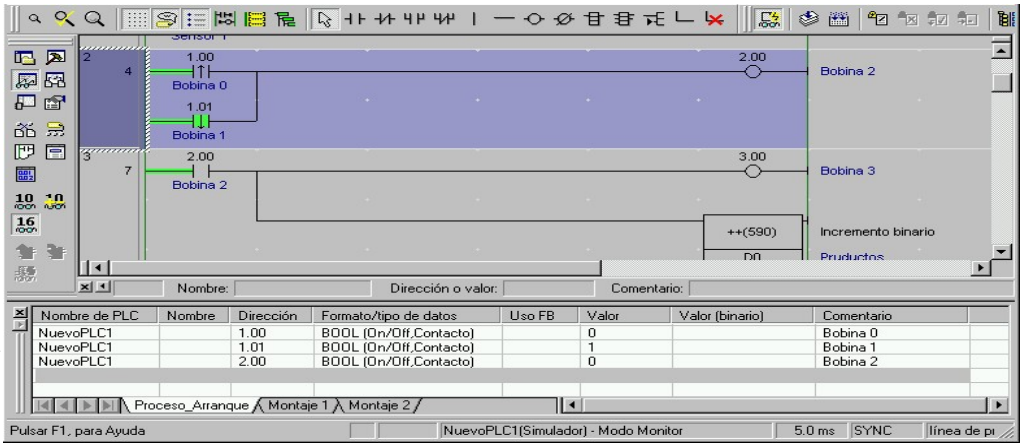 Sensor 1
2
4
1.00
2.00
Bobina 2
Bobina 0
1.01
Bobina 1
3
7
2.00
3.00
Bobina 3
Bobina 2
++(590)
Incremento binario
D0
Pruductos
10
10
16
Nombre:
Dirección o valor:
Comentario:
Nombre de PLC Nombre Dirección Formato/tipo de datos Uso FB Valor Valor (binario) Comentario
NuevoPLC1 1.00 BOOL (On/Off,Contacto) 0 Bobina 0
NuevoPLC1 1.01 BOOL (On/Off,Contacto) 1 Bobina 1
NuevoPLC1 2.00 BOOL (On/Off,Contacto) 0 Bobina 2
Proceso_Arranque Montaje 1 Montaje 2
Pulsar F1, para Ayuda
NuevoPLC1(Simulador) - Modo Monitor
5.0 ms
SYNC
línea de pr